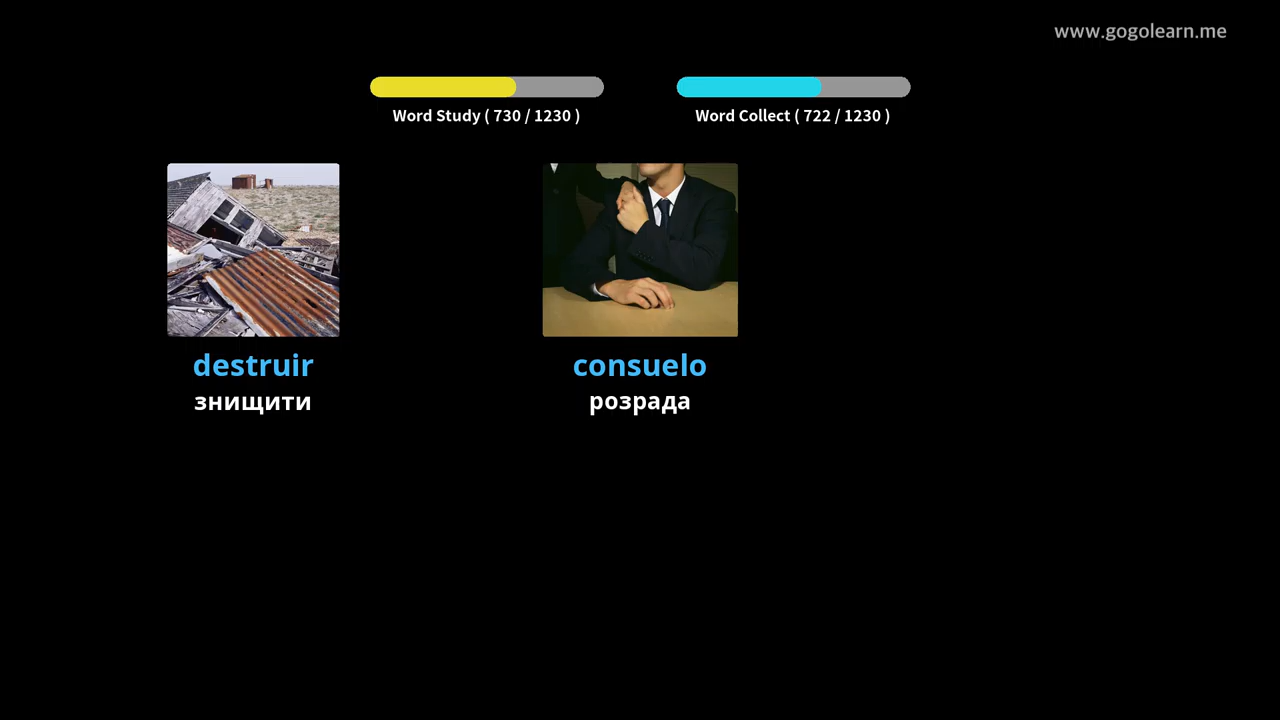 www.gogolearn.me
Word Study ( 730 / 1230 )
Word Collect ( 722 / 1230 )
destruir
знищити
consuelo
розрада